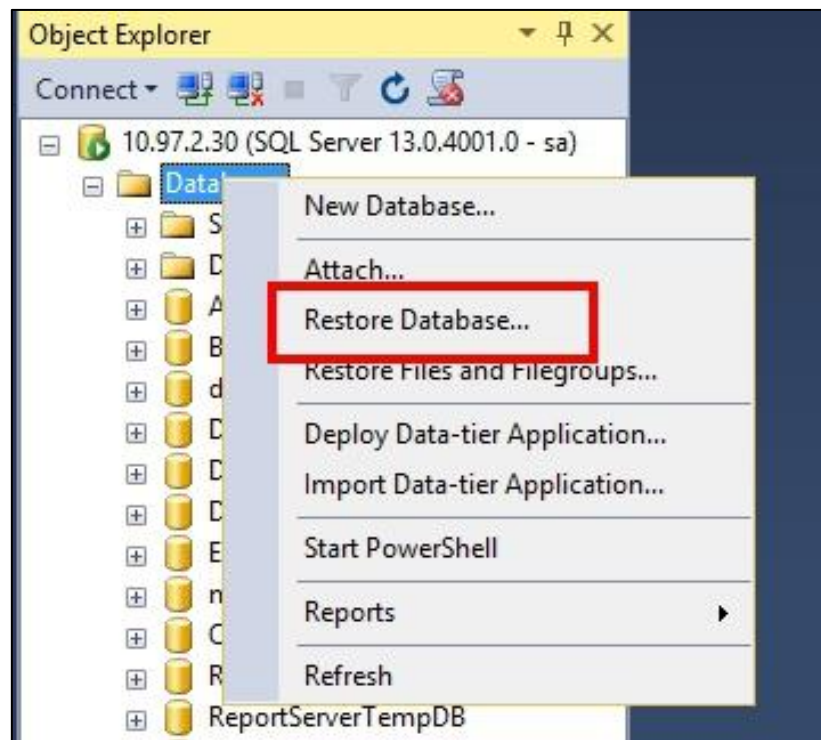 Object Explorer
Connect
10.97.2.30 (SQL Server 13.0.4001.0 - sa)
Data
New Database...
S
D
Attach...
A
Restore Database...
B
Restore Files and Filegroups...
d
D
Deploy Data-tier Application...
D
Import Data-tier Application...
D
E
Start PowerShell
n
Reports
C
R
Refresh
ReportServerTempDB